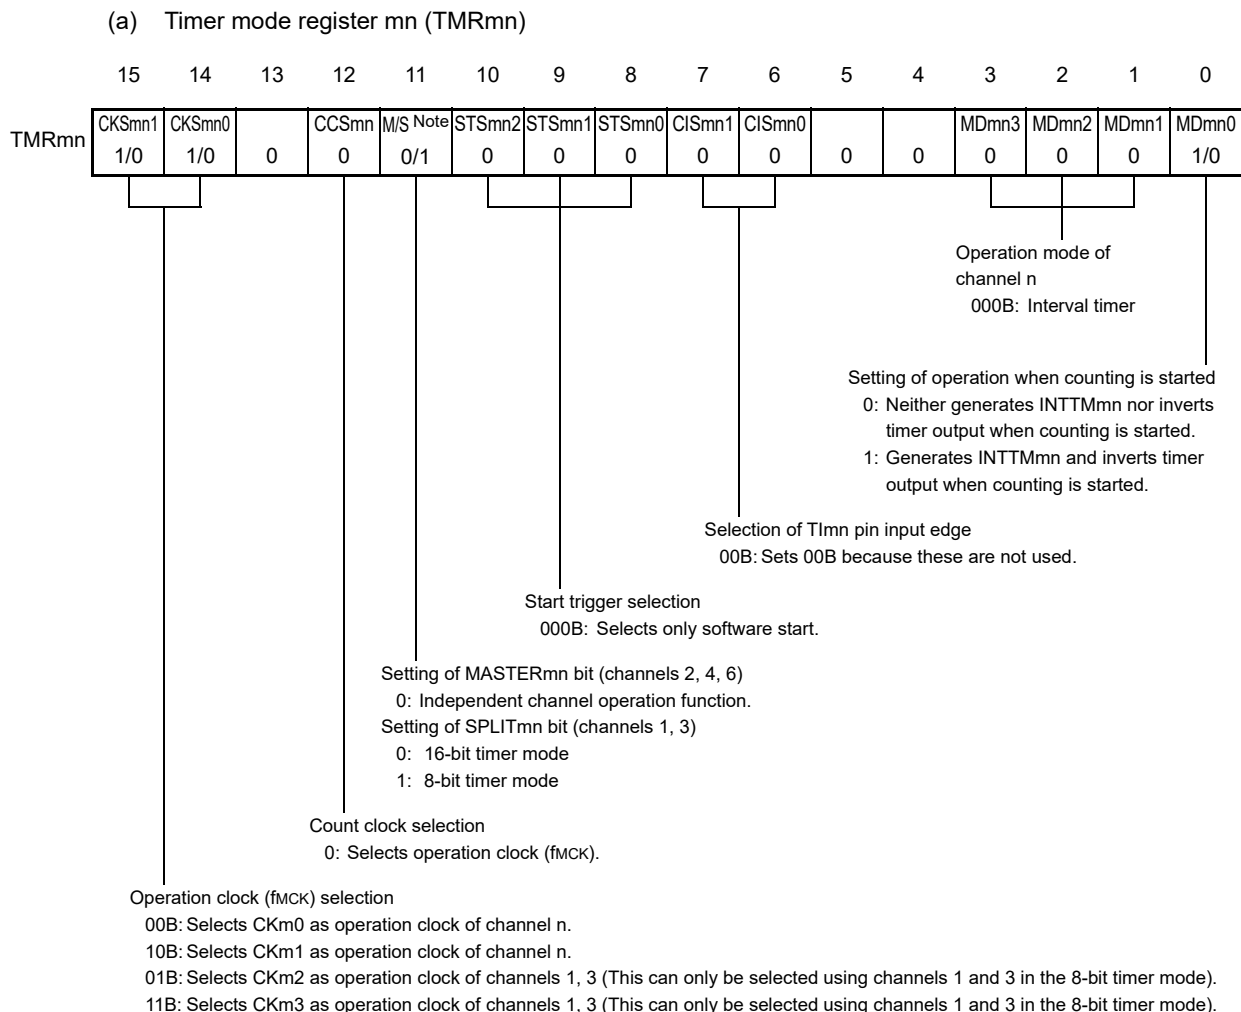 (a) Timer mode register mn (TMRmn)
15 14 13 12 11 10 9 8 7 6 5 4 3 2 1 0
TMRmn
CKSmn1 CKSmn0 CCSmn M/S Note STSmn2 STSmn1 STSmn0 CISmn1 CISmn0 MDmn3 MDmn2 MDmn1 MDmn0
1/0 1/0 0 0 0/1 0 0 0 0 0 0 0 0 0 0 1/0
Operation mode of
channel n
000B: Interval timer
Setting of operation when counting is started
0: Neither generates INTTMmn nor inverts
timer output when counting is started.
1: Generates INTTMmn and inverts timer
output when counting is started.
Selection of TImn pin input edge
00B: Sets 00B because these are not used.
Start trigger selection
000B: Selects only software start.
Setting of MASTERmn bit (channels 2, 4, 6)
0: Independent channel operation function.
Setting of SPLITmn bit (channels 1, 3)
0: 16-bit timer mode
1: 8-bit timer mode
Count clock selection
0: Selects operation clock (fMCK).
Operation clock (fMCK) selection
00B: Selects CKm0 as operation clock of channel n.
10B: Selects CKm1 as operation clock of channel n.
01B: Selects CKm2 as operation clock of channels 1, 3 (This can only be selected using channels 1 and 3 in the 8-bit timer mode).
11B: Selects CKm3 as operation clock of channels 1, 3 (This can only be selected using channels 1 and 3 in the 8-bit timer mode).